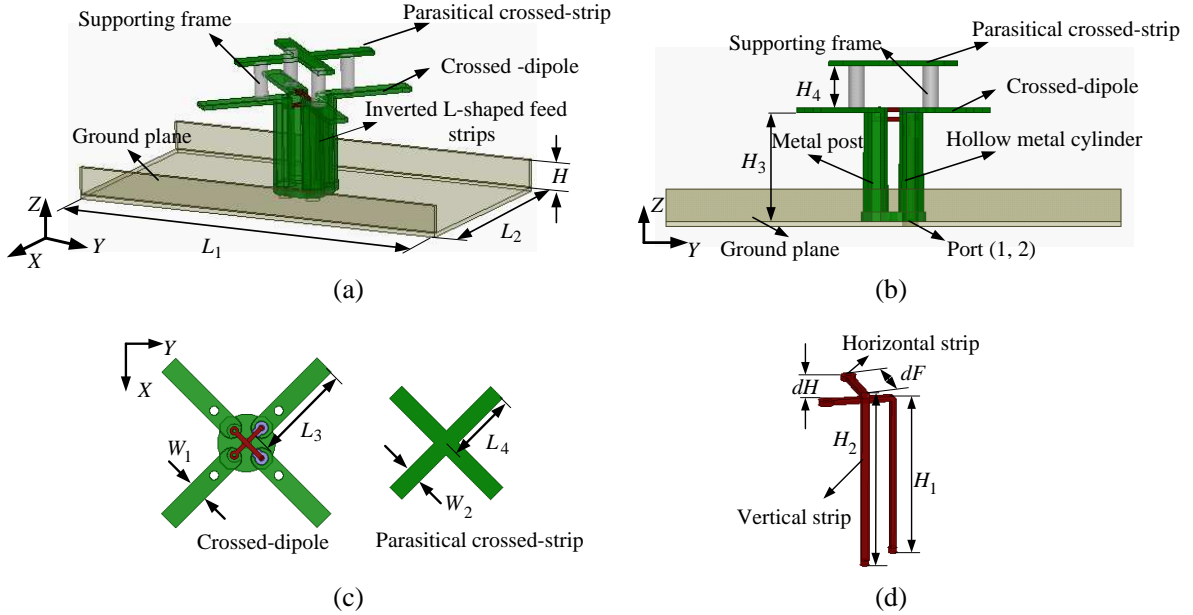 Supporting frame
Parasitical crossed-strip
Crossed -dipole
Inverted L-shaped feed
strips
Ground plane
H
Z
Y
X
L1
L2
(a)
Parasitical crossed-strip
Supporting frame
H4
Crossed-dipole
Metal post
Hollow metal cylinder
H3
Z
Y
Ground plane
Port (1, 2)
(b)
Y
X
L3
W1
Crossed-dipole
L4
W2
Parasitical crossed-strip
(c)
Horizontal strip
dF
dH
H2
H1
Vertical strip
(d)